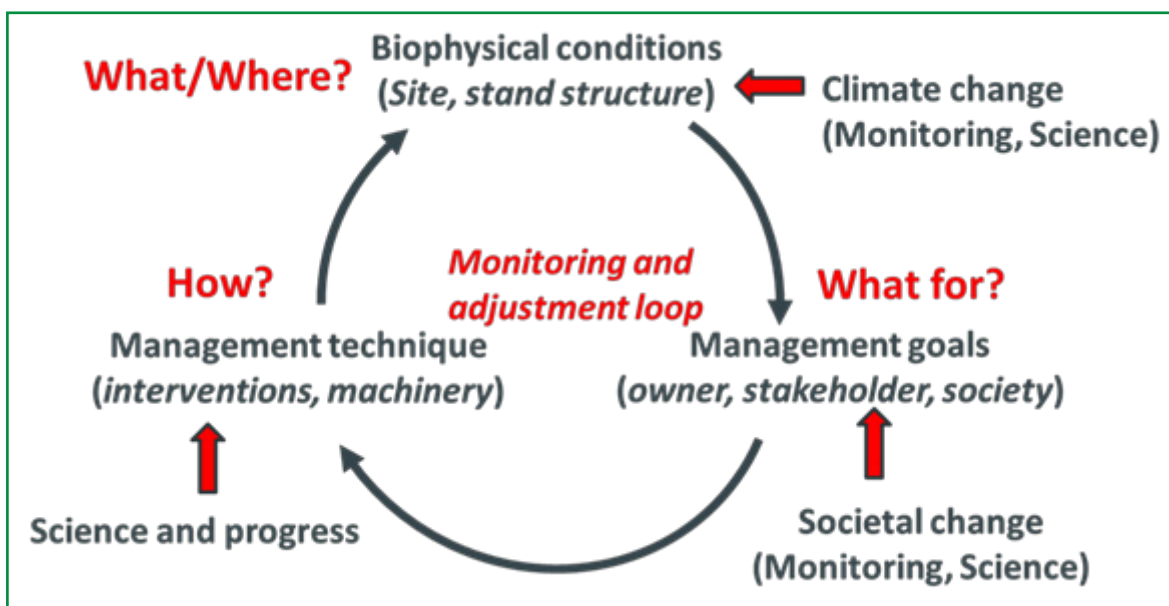 Biophysical conditions
(Site, stand structure)
What/Where?
Climate change
(Monitoring, Science)
Monitoring and
adjustment loop
How?
Management technique
(interventions, machinery)
What for?
Management goals
(owner, stakeholder, society)
Science and progress
Societal change
(Monitoring, Science)